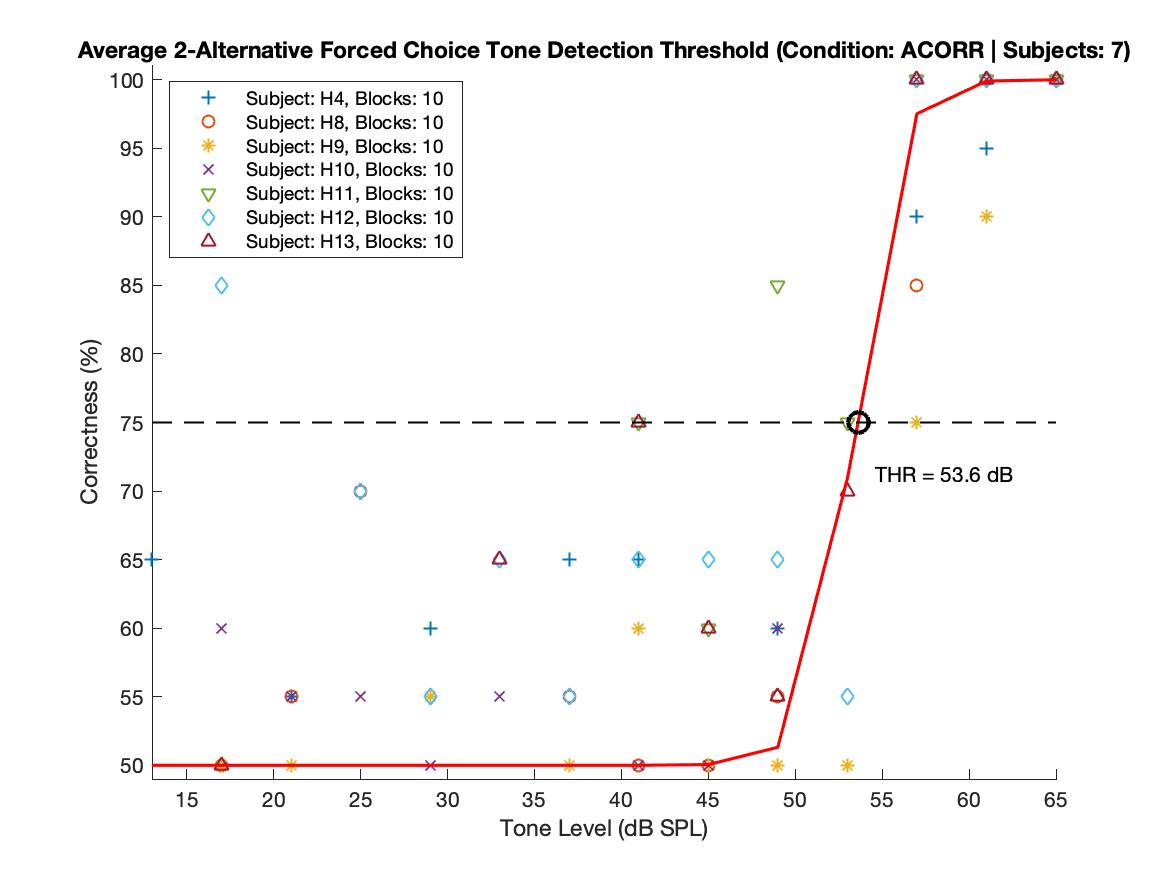 Average 2-Alternative Forced Choice Tone Detection Threshold (Condition: ACORR | Subjects: 7)
Subject: H4, Blocks: 10
Subject: H8, Blocks: 10
Subject: H9, Blocks: 10
Subject: H10, Blocks: 10
Subject: H11, Blocks: 10
Subject: H12, Blocks: 10
Subject: H13, Blocks: 10
Correctness (%)
100
95
90
85
80
75
70
65
60
55
50
THR = 53.6 dB
15 20 25 30 35 40 45 50 55 60 65
Tone Level (dB SPL)